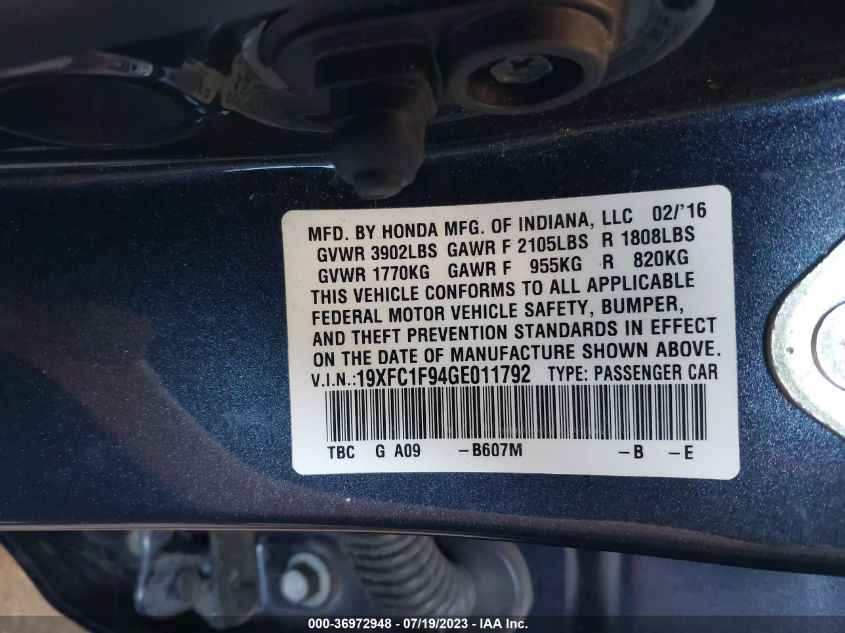 MFD. BY HONDA MFG. OF INDIANA, LLC 02/'16
GVWR 3902LBS GAWR F 2105LBS R 1808LBS
GVWR 1770KG GAWR F 955KG R 820KG
THIS VEHICLE CONFORMS TO ALL APPLICABLE
FEDERAL MOTOR VEHICLE SAFETY, BUMPER,
AND THEFT PREVENTION STANDARDS IN EFFECT
ON THE DATE OF MANUFACTURE SHOWN ABOVE.
V.I.N.:19XFC1F94GE011792 TYPE: PASSENGER CAR
TBC G A09 -B607M -B -E
000-36972948 - 07/19/2023 - IAA Inc.